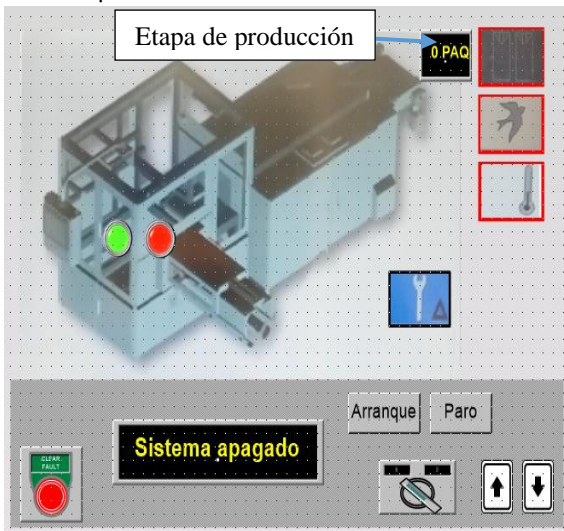 Etapa de producción
0.PAQ
Sistema apagado
Arranque
Paro
CLEAR
FAULT